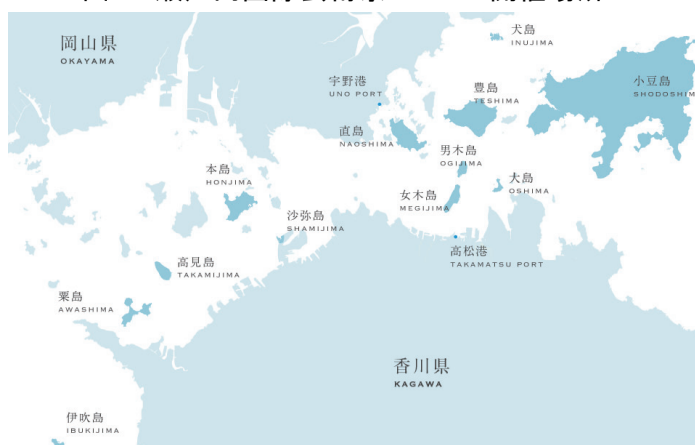 岡山県
OKAYAMA
犬島
INUJIMA
宇野港
UNO PORT
豊島
TESHIMA
小豆島
SHODOSHIM
直島
NAOSHIMA
男木島
OGIJIMA
本島
HONJIMA
大島
OSHIMA
女木島
MEGIJIMA
沙弥島
SHAMIJIMA
高松港
TAKAMATSU PORT
高見島
TAKAMIJIMA
粟島
AWASHIMA
香川県
KAGAWA
伊吹島
IBUKIJIMA